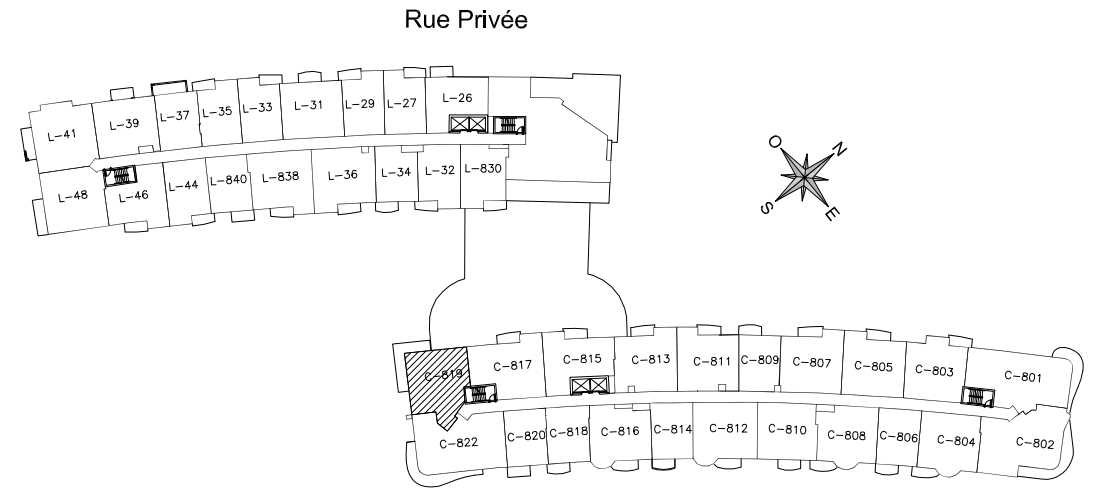 Rue Privée
L-41
L-39
L-37
L-35
L-33
L-31
L-29
L-27
L-26
L-48
L-46
L-44
L-840
L-838
L-36
L-34
L-32
L-830
O
N
S
E
C-819
C-817
C-815
C-813
C-811
C-809
C-807
C-805
C-803
C-801
C-822
C-820
C-818
C-816
C-814
C-812
C-810
C-808
C-806
C-804
C-802